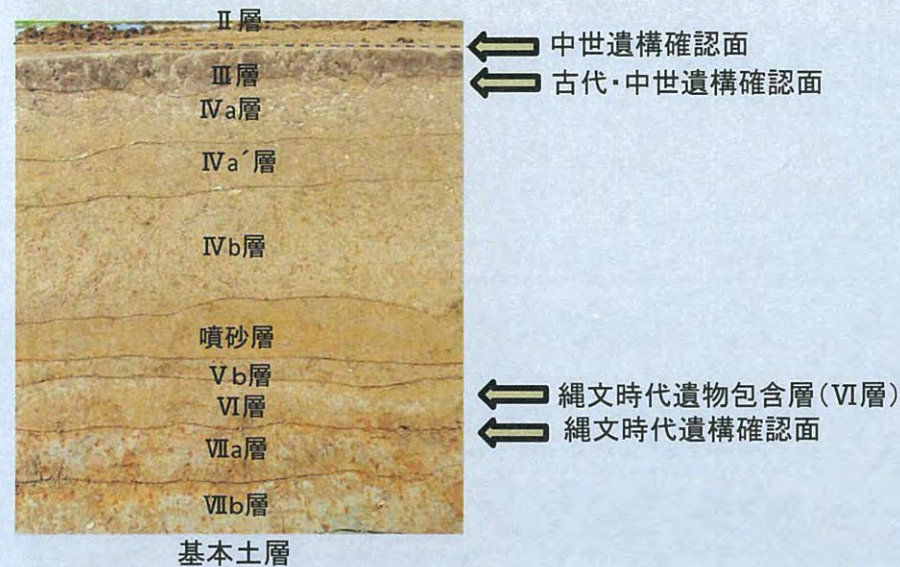 Ⅱ層
中世遺構確認面
Ⅲ層
古代・中世遺構確認面
Ⅳa層
Ⅳa´層
Ⅳb層
噴砂層
Ⅴb層
縄文時代遺物包含層(Ⅵ層)
Ⅵ層
縄文時代遺構確認面
Ⅶa層
Ⅶb層
基本土層